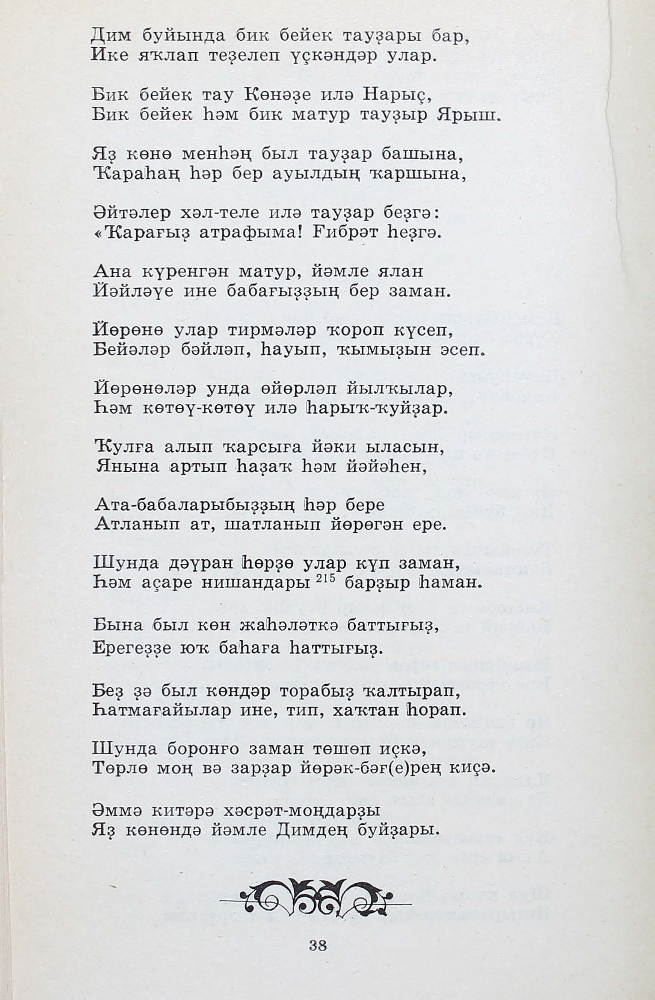 Дим буйында бик бейек тауҙары бар,
Ике яҡлап теҙелеп үҫкәндәр улар.
Бик бейек тау Көнәҙе илә Нарыҫ,
Бик бейек һәм бик матур тауҙыр Ярыш.
Яҙ көнө менһәң был тауҙар башына,
Ҡараһаң һәр бер ауылдың ҡаршына,
Әйтәлер хәл-теле илә тауҙар беҙгә:
«Ҡарағыҙ атрафыма! Ғибрәт һеҙгә.
Ана күренгән матур, йәмле ялан
Йәйләүе ине бабағыҙҙың бер заман.
Йөрөнө улар тирмәләр ҡороп күсеп,
Бейәләр бәйләп, һауып, ҡымыҙын эсеп.
Йөрөнөләр унда өйөрләп йылҡылар,
Һәм көтөү-көтөү илә һарыҡ-ҡуйҙар.
Ҡулға алып ҡарсыға йәки ыласын,
Янына артып һаҙаҡ һәм йәйәһен,
Ата-бабаларыбыҙҙың һәр бере
Атланып ат, шатланып йөрөгән ере.
Шунда дәүран һөрҙө улар күп заман,
Һәм аҫаре нишандары ²¹⁵ барҙыр һаман.
Бына был көн жаһәләткә баттығыҙ,
Ерегеҙҙе юҡ баһаға һаттығыҙ.
Беҙ ҙә был көндәр торабыҙ ҡалтырап,
Һатмағайылар ине, тип, хаҡтан һорап.
Шунда боронғо заман төшөп иҫкә,
Төрлө моң вә зарҙар йөрәк-бәғ(е)рең киҫә.
Әммә китәрә хәсрәт-моңдарҙы
Яҙ көнөндә йәмле Димдең буйҙары.
38